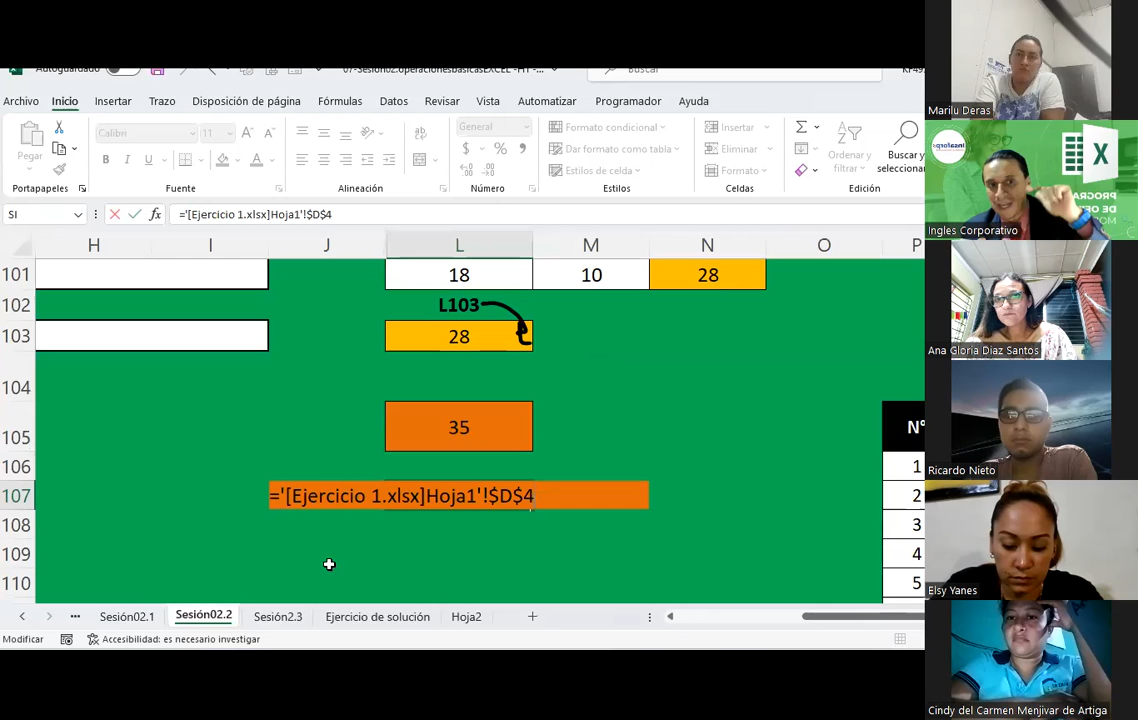 Autoguardado
07-Sesion02.operacionesbasicasEXCEL -HT -...
Buscar
Archivo Inicio Insertar Trazo Disposición de página Fórmulas Datos Revisar Vista Automatizar Programador Ayuda
Pegar
Calibri 11
N K S
General
Formato condicional
Dar formato como tabla
Estilos de celda
Insertar
Eliminar
Formato
Ordenar y
filtrar
Buscar y
seleccionar
Portapapeles Fuente Alineación Número Estilos Celdas Edición
SI
='[Ejercicio 1.xlsx]Hoja1'!$D$4
H I J L M N O P
101 18 10 28
102 L103
103 28
104
105 35 N°
106 1
107 ='[Ejercicio 1.xlsx]Hoja1'!$D$4 2
108 3
109 4
110 5
Sesión02.1 Sesión02.2 Sesión2.3 Ejercicio de solución Hoja2
Modificar Accesibilidad: es necesario investigar
Marilu Deras
Ingles Corporativo
Ana Gloria Diaz Santos
Ricardo Nieto
Elsy Yanes
Cindy del Carmen Menjivar de Artiga